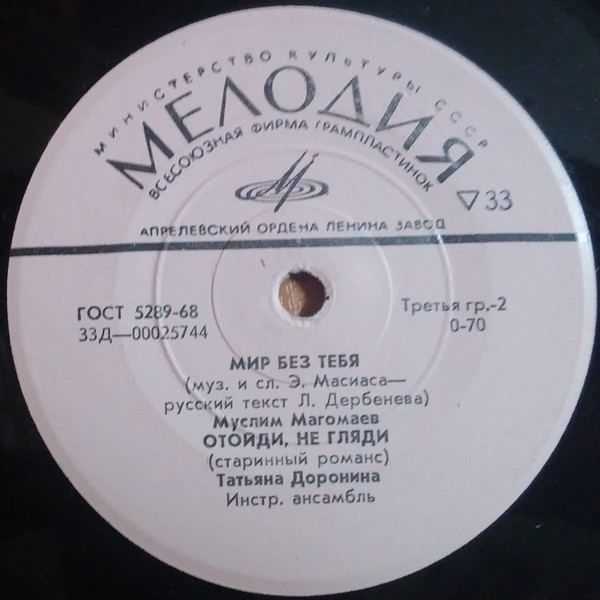 МИНИСТЕРСТВО КУЛЬТУРЫ СССР
МЕЛОДИЯ
ВСЕСОЮЗНАЯ ФИРМА ГРАМПЛАСТИНОК
▽33
АПРЕЛЕВСКИЙ ОРДЕНА ЛЕНИНА ЗАВОД
ГОСТ 5289-68
33Д—00025744
Третья гр.-2
0-70
МИР БЕЗ ТЕБЯ
(муз. и сл. Э. Масиаса—
русский текст Л. Дербенева)
Муслим Магомаев
ОТОЙДИ, НЕ ГЛЯДИ
(старинный романс)
Татьяна Доронина
Инстр. ансамбль